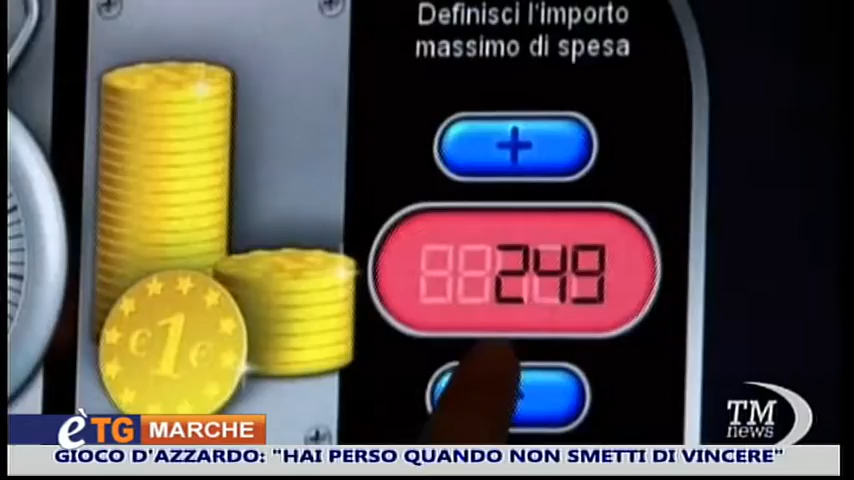 Definisci l'importo
massimo di spesa
+
249
€1€
èTG MARCHE
TM
news
GIOCO D'AZZARDO: "HAI PERSO QUANDO NON SMETTI DI VINCERE"